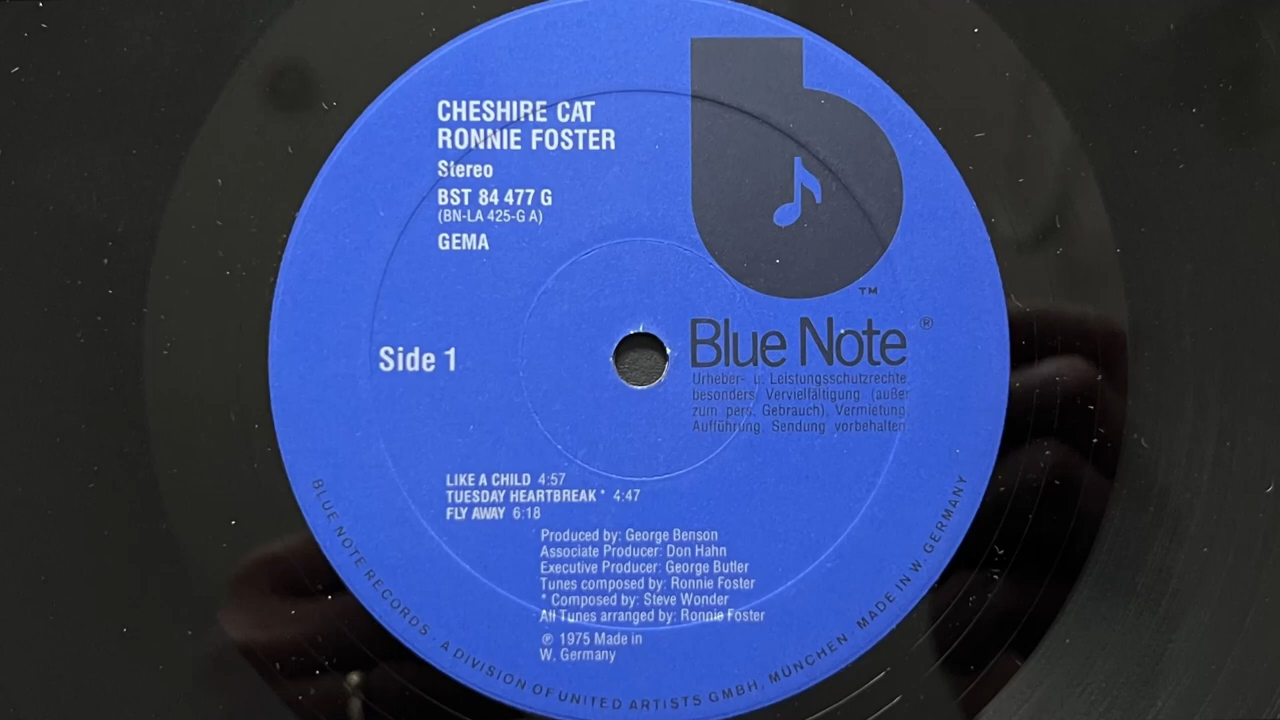 CHESHIRE CAT
RONNIE FOSTER
Stereo
BST 84 477 G
(BN-LA 425-G A)
GEMA
TM
Blue Note ®
Urheber- u. Leistungsschutzrechte,
besonders Vervielfältigung (außer
zum pers. Gebrauch), Vermietung,
Aufführung, Sendung vorbehalten.
Side 1
LIKE A CHILD 4:57
TUESDAY HEARTBREAK * 4:47
FLY AWAY 6:18
Produced by: George Benson
Associate Producer: Don Hahn
Executive Producer: George Butler
Tunes composed by: Ronnie Foster
* Composed by: Steve Wonder
All Tunes arranged by: Ronnie Foster
℗ 1975 Made in
W. Germany
BLUE NOTE RECORDS · A DIVISION OF UNITED ARTISTS GMBH, MÜNCHEN · MADE IN W. GERMANY